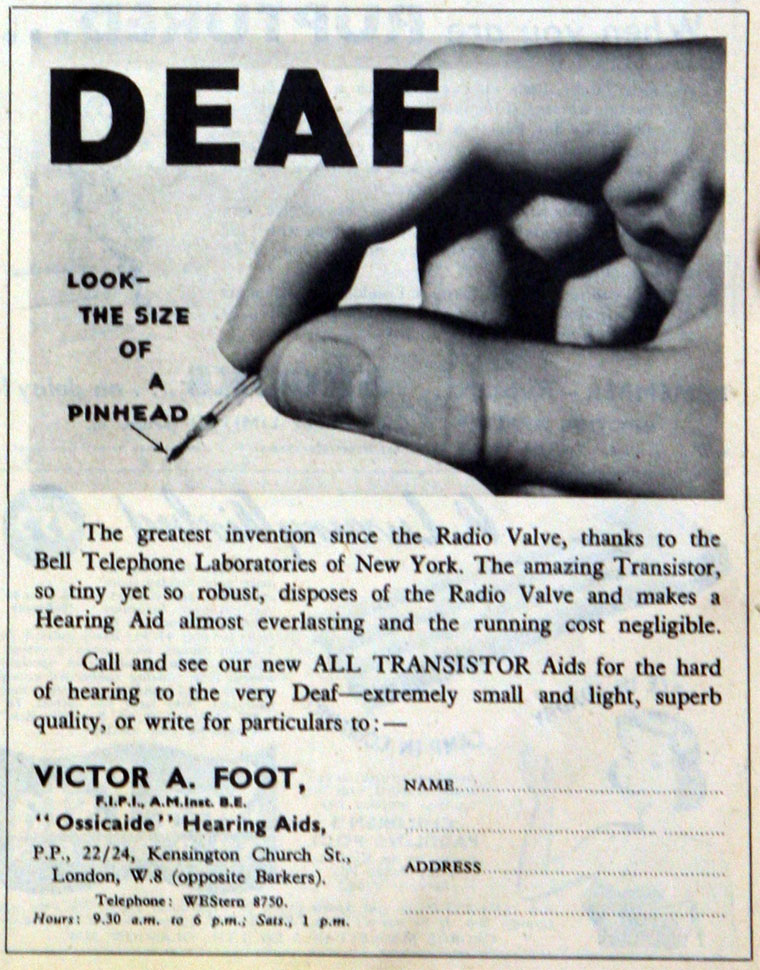 DEAF
LOOK—
THE SIZE
OF
A
PINHEAD
The greatest invention since the Radio Valve, thanks to the
Bell Telephone Laboratories of New York. The amazing Transistor,
so tiny yet so robust, disposes of the Radio Valve and makes a
Hearing Aid almost everlasting and the running cost negligible.
Call and see our new ALL TRANSISTOR Aids for the hard
of hearing to the very Deaf—extremely small and light, superb
quality, or write for particulars to:—
VICTOR A. FOOT,
F.I.P.I., A.M.Inst. B.E.
"Ossicaide" Hearing Aids,
P.P., 22/24, Kensington Church St.,
London, W.8 (opposite Barkers).
Telephone: WEStern 8750.
Hours: 9.30 a.m. to 6 p.m.; Sats., 1 p.m.
NAME
ADDRESS